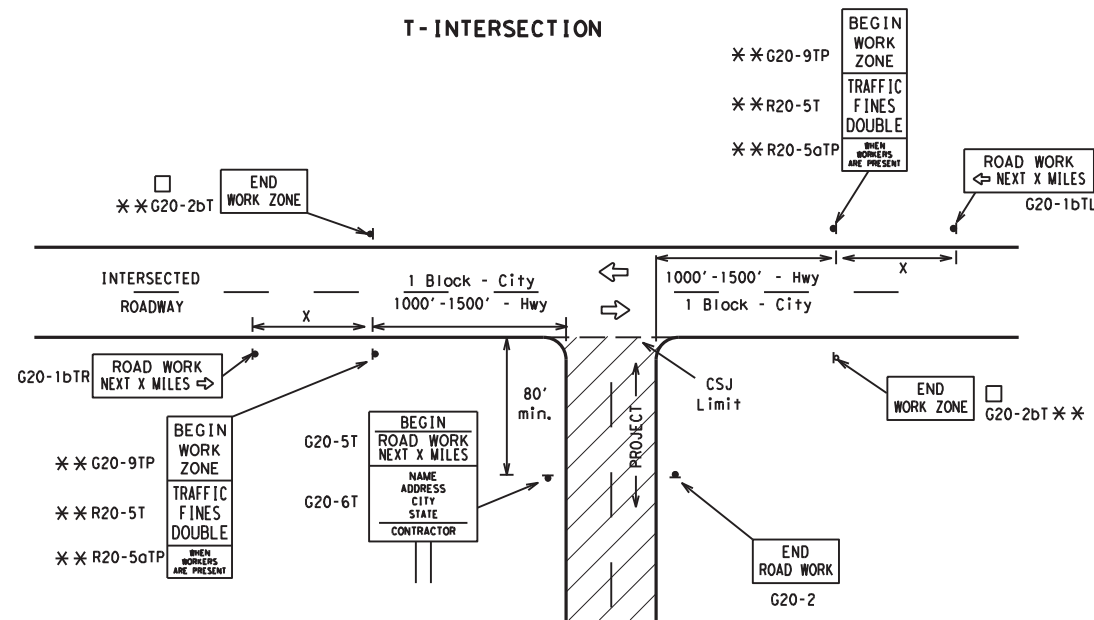 T-INTERSECTION
BEGIN
WORK
ZONE
**G20-9TP
TRAFFIC
FINES
DOUBLE
**R20-5T
WHEN
WORKERS
ARE PRESENT
**R20-5aTP
ROAD WORK
⇦ NEXT X MILES
G20-1bTL
□
**G20-2bT
END
WORK ZONE
INTERSECTED
ROADWAY
1 Block - City
1000'-1500' - Hwy
X
1000'-1500' - Hwy
1 Block - City
X
G20-1bTR
ROAD WORK
NEXT X MILES ⇨
80'
min.
PROJECT
CSJ
Limit
END
WORK ZONE
□
G20-2bT **
BEGIN
WORK
ZONE
**G20-9TP
TRAFFIC
FINES
DOUBLE
**R20-5T
WHEN
WORKERS
ARE PRESENT
**R20-5aTP
G20-5T
BEGIN
ROAD WORK
NEXT X MILES
G20-6T
NAME
ADDRESS
CITY
STATE
CONTRACTOR
END
ROAD WORK
G20-2